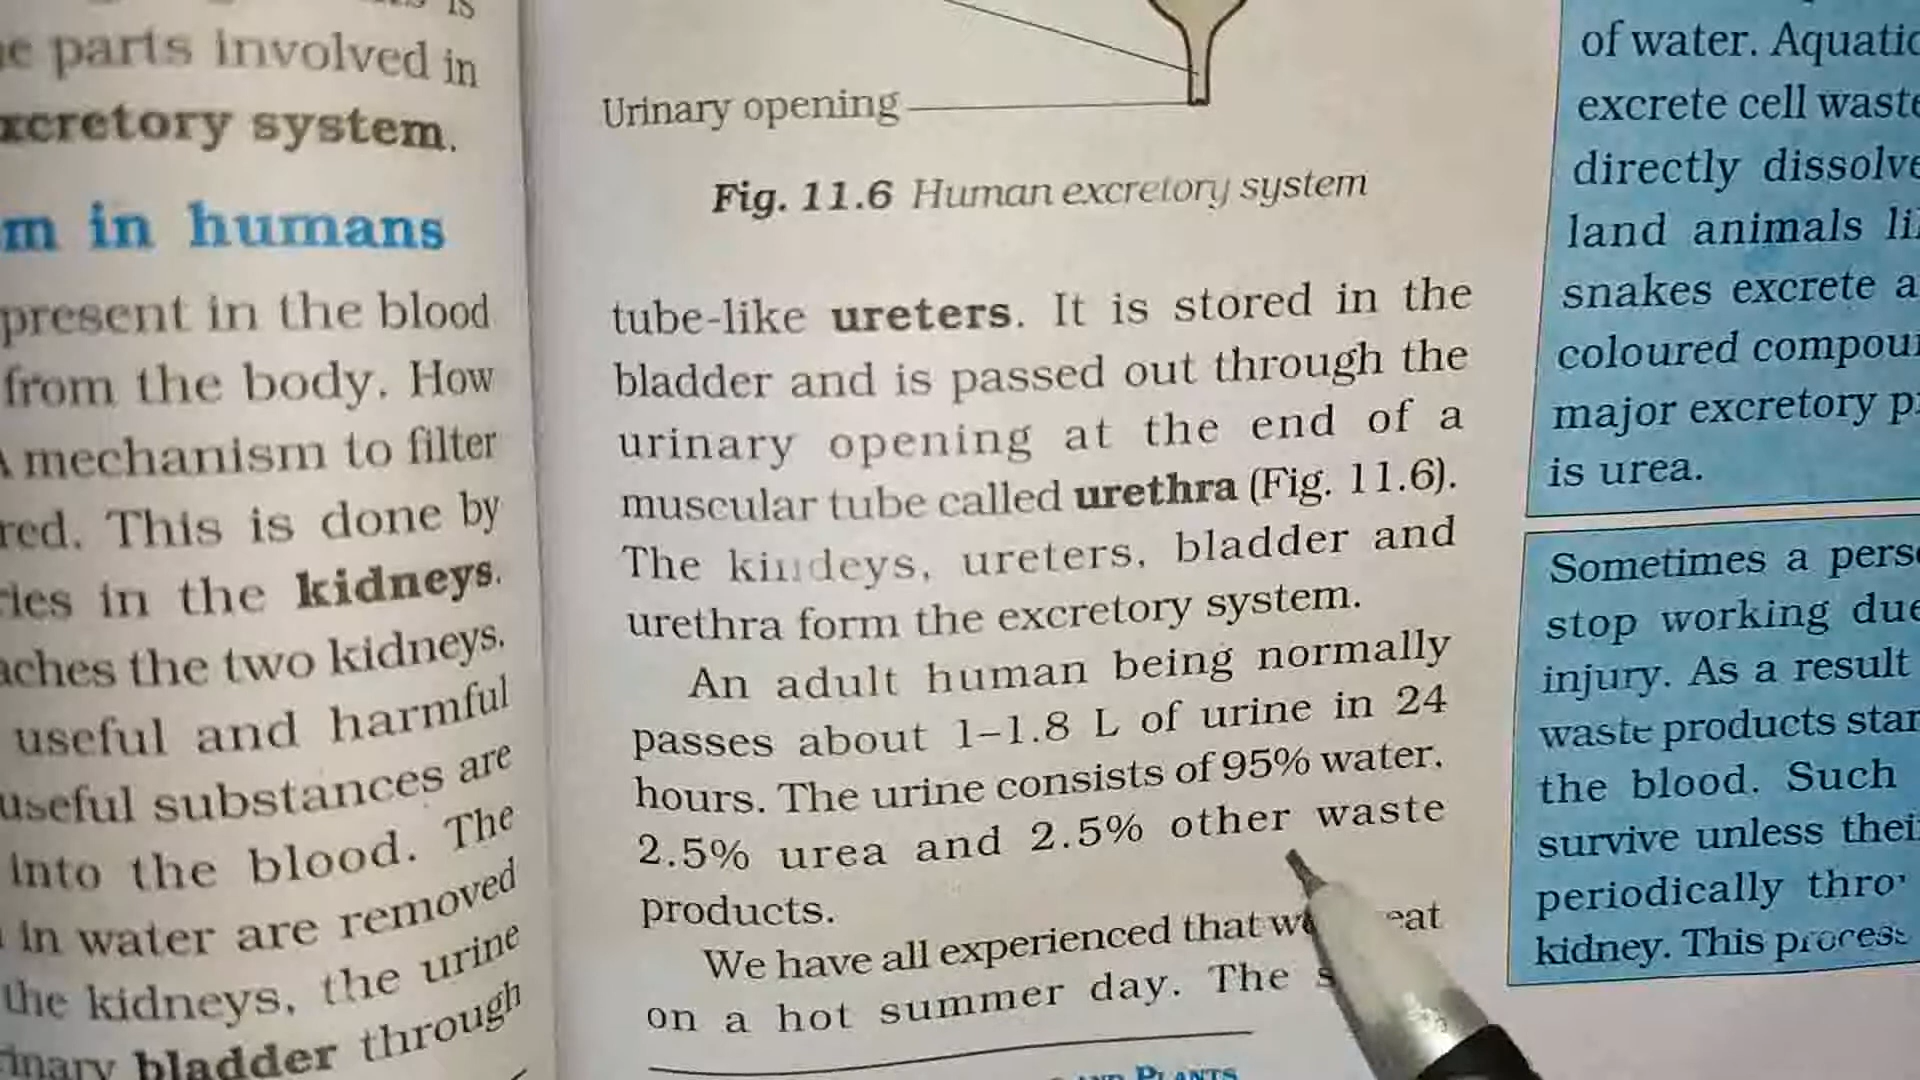 is
e parts involved in
xcretory system.
m in humans
present in the blood
from the body. How
A mechanism to filter
red. This is done by
ries in the kidneys.
aches the two kidneys.
useful and harmful
useful substances are
into the blood. The
in water are removed
the kidneys, the urine
inary bladder through
Urinary opening
Fig. 11.6 Human excretory system
tube-like ureters. It is stored in the
bladder and is passed out through the
urinary opening at the end of a
muscular tube called urethra (Fig. 11.6).
The kindeys, ureters, bladder and
urethra form the excretory system.
An adult human being normally
passes about 1–1.8 L of urine in 24
hours. The urine consists of 95% water,
2.5% urea and 2.5% other waste
products.
We have all experienced that we eat
on a hot summer day. The s
AND PLANTS
of water. Aquatic
excrete cell waste
directly dissolve
land animals li
snakes excrete a
coloured compou
major excretory p
is urea.
Sometimes a perso
stop working due
injury. As a result
waste products star
the blood. Such
survive unless thei
periodically thro
kidney. This process